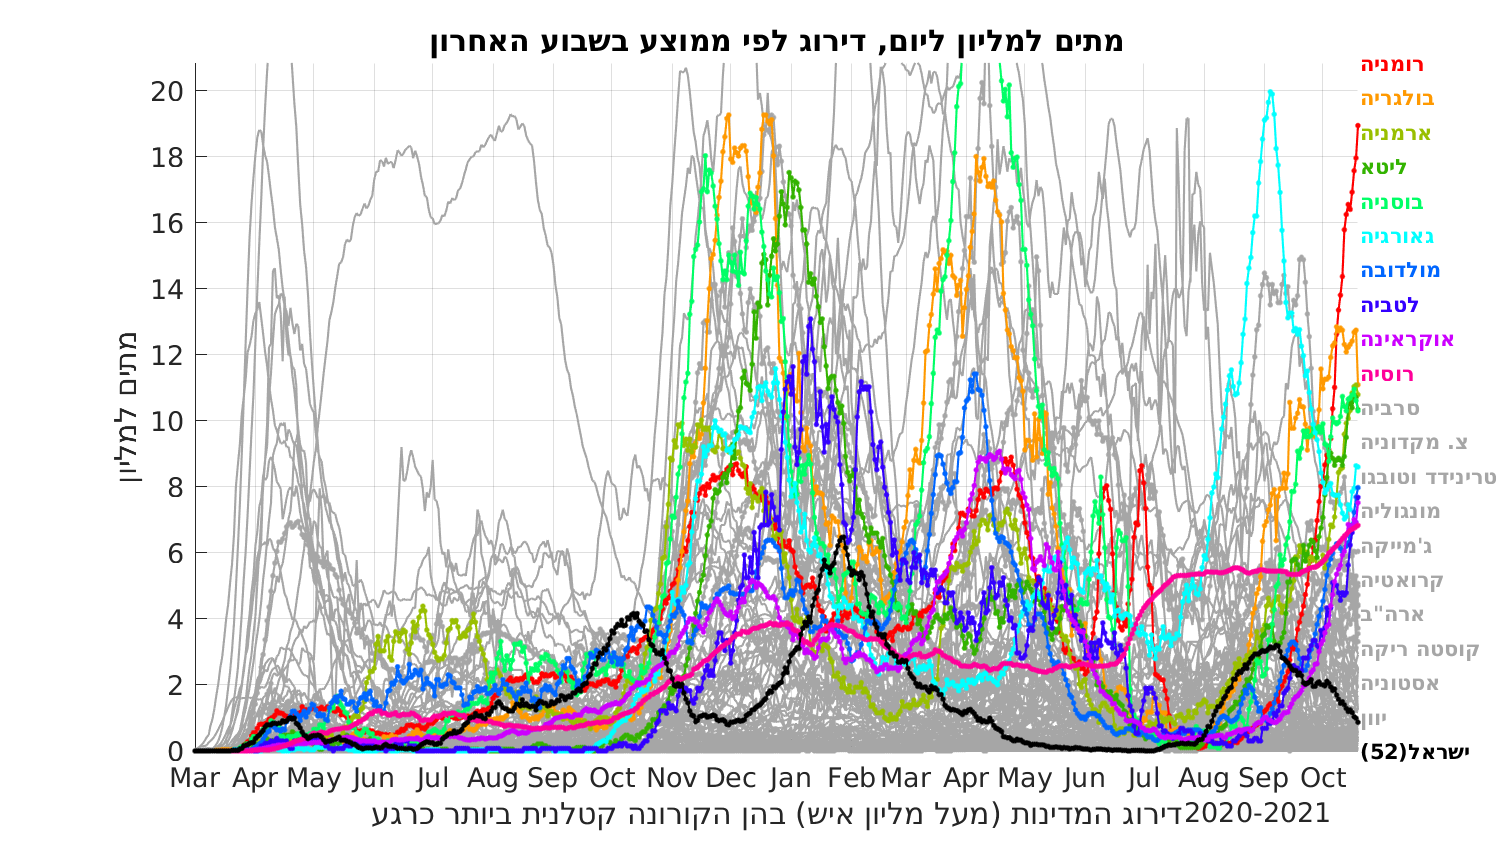 מתים למליון ליום, דירוג לפי ממוצע בשבוע האחרון
מתים למליון
20
18
16
14
12
10
8
6
4
2
0
Mar Apr May Jun Jul Aug Sep Oct Nov Dec Jan Feb Mar Apr May Jun Jul Aug Sep Oct
דירוג המדינות (מעל מליון איש) בהן הקורונה קטלנית ביותר כרגע 2020-2021
רומניה
בולגריה
ארמניה
ליטא
בוסניה
גאורגיה
מולדובה
לטביה
אוקראינה
רוסיה
סרביה
צ. מקדוניה
טרינידד וטובגו
מונגוליה
ג'מייקה
קרואטיה
ארה"ב
קוסטה ריקה
אסטוניה
יוון
ישראל(52)